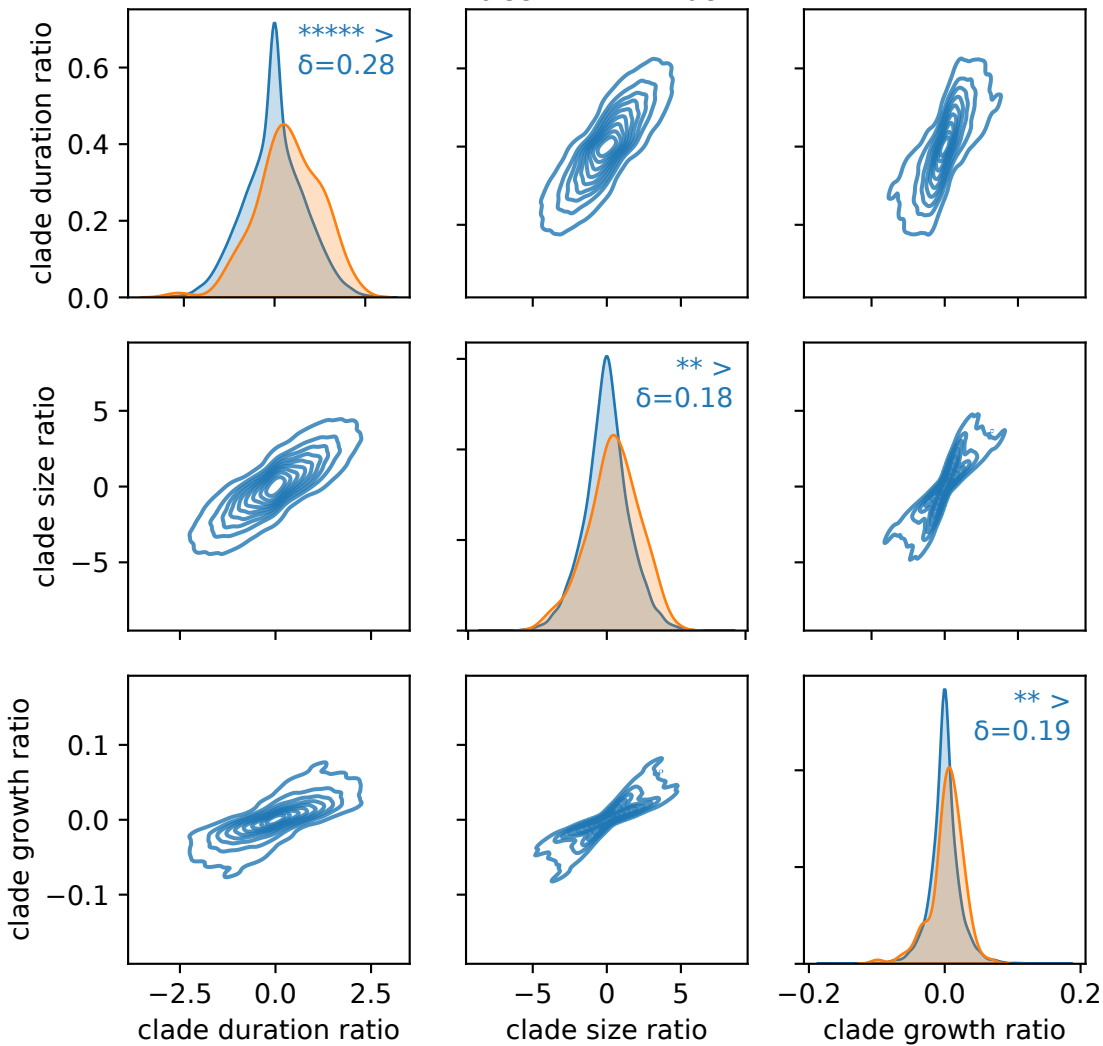 ***** >
δ=0.28
clade duration ratio
0.6
0.4
0.2
0.0
** >
δ=0.18
clade size ratio
5
0
−5
** >
δ=0.19
clade growth ratio
0.1
0.0
−0.1
−2.5 0.0 2.5
−5 0 5
−0.2 0.0 0.2
clade duration ratio
clade size ratio
clade growth ratio